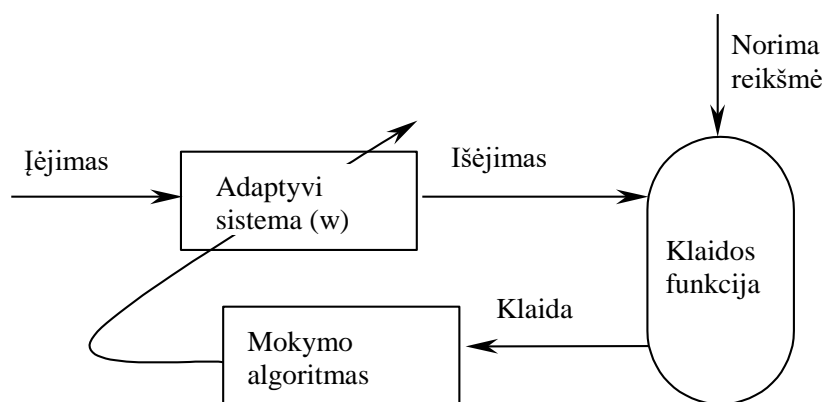 Norima
reikšmė
Įėjimas
Išėjimas
Adaptyvi
sistema (w)
Klaidos
funkcija
Klaida
Mokymo
algoritmas